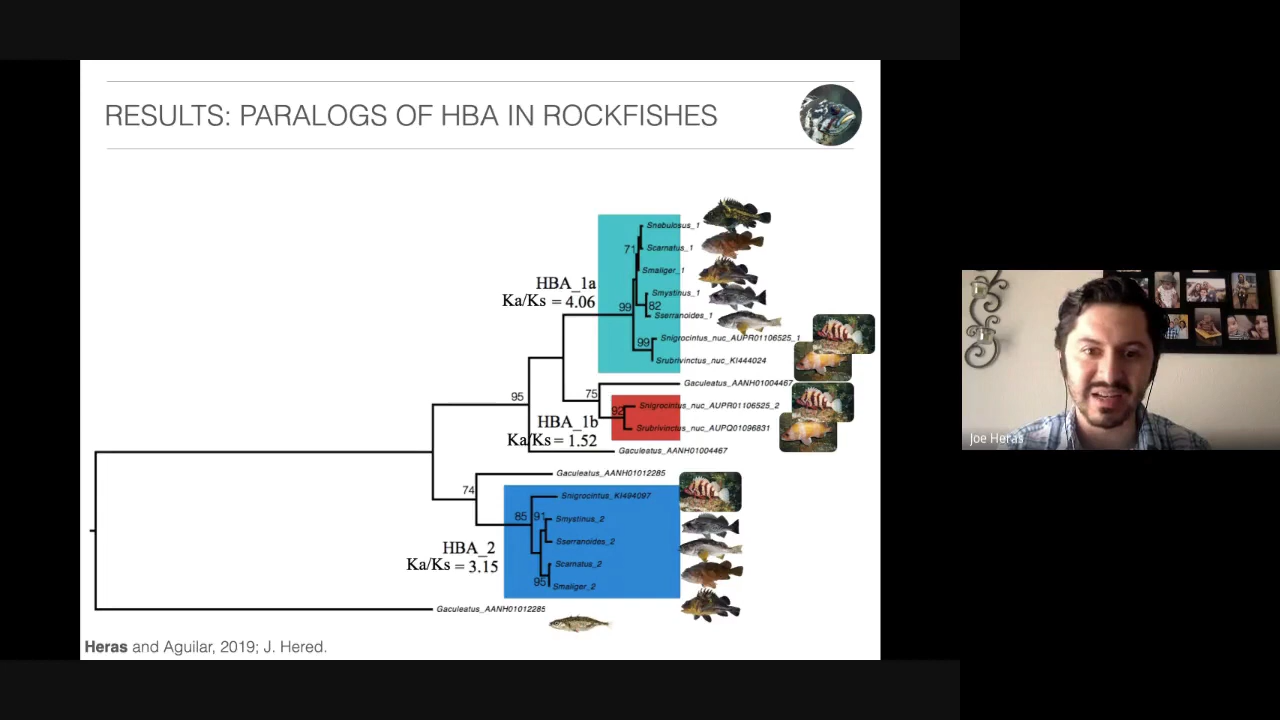 RESULTS: PARALOGS OF HBA IN ROCKFISHES
Snebulosus_1
71
Scarnatus_1
Smaliger_1
HBA_1a
Ka/Ks = 4.06
Smystinus_1
99
82
Sserranoides_1
Snigrocintus_nuc_AUPR01106525_1
99
Srubrivinctus_nuc_KI444024
Gaculeatus_AANH01004467
75
95
Snigrocintus_nuc_AUPR01106525_2
92
HBA_1b
Ka/Ks = 1.52
Srubrivinctus_nuc_AUPQ01096831
Gaculeatus_AANH01004467
Gaculeatus_AANH01012285
74
Snigrocintus_KI494097
85
91
Smystinus_2
Sserranoides_2
HBA_2
Ka/Ks = 3.15
Scarnatus_2
95
Smaliger_2
Gaculeatus_AANH01012285
Heras and Aguilar, 2019; J. Hered.
Joe Heras